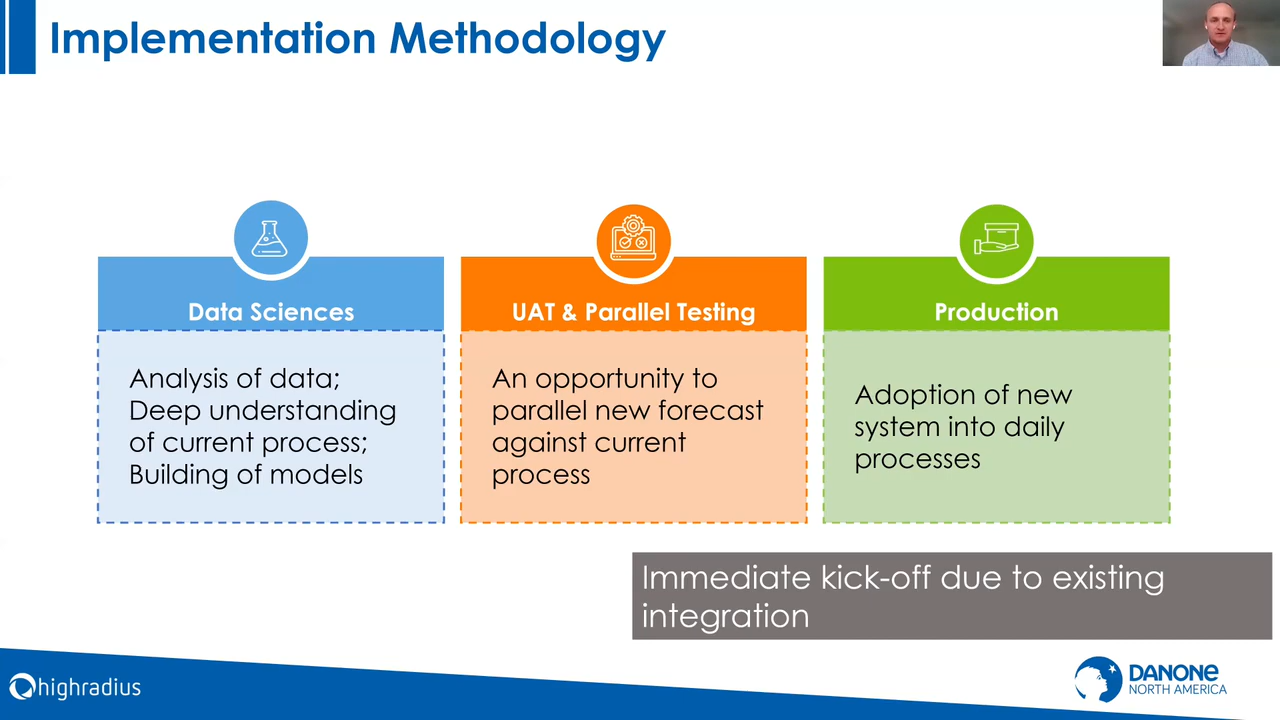 Implementation Methodology
Data Sciences
Analysis of data;
Deep understanding
of current process;
Building of models
UAT & Parallel Testing
An opportunity to
parallel new forecast
against current
process
Production
Adoption of new
system into daily
processes
Immediate kick-off due to existing
integration
highradius
DANONE
NORTH AMERICA